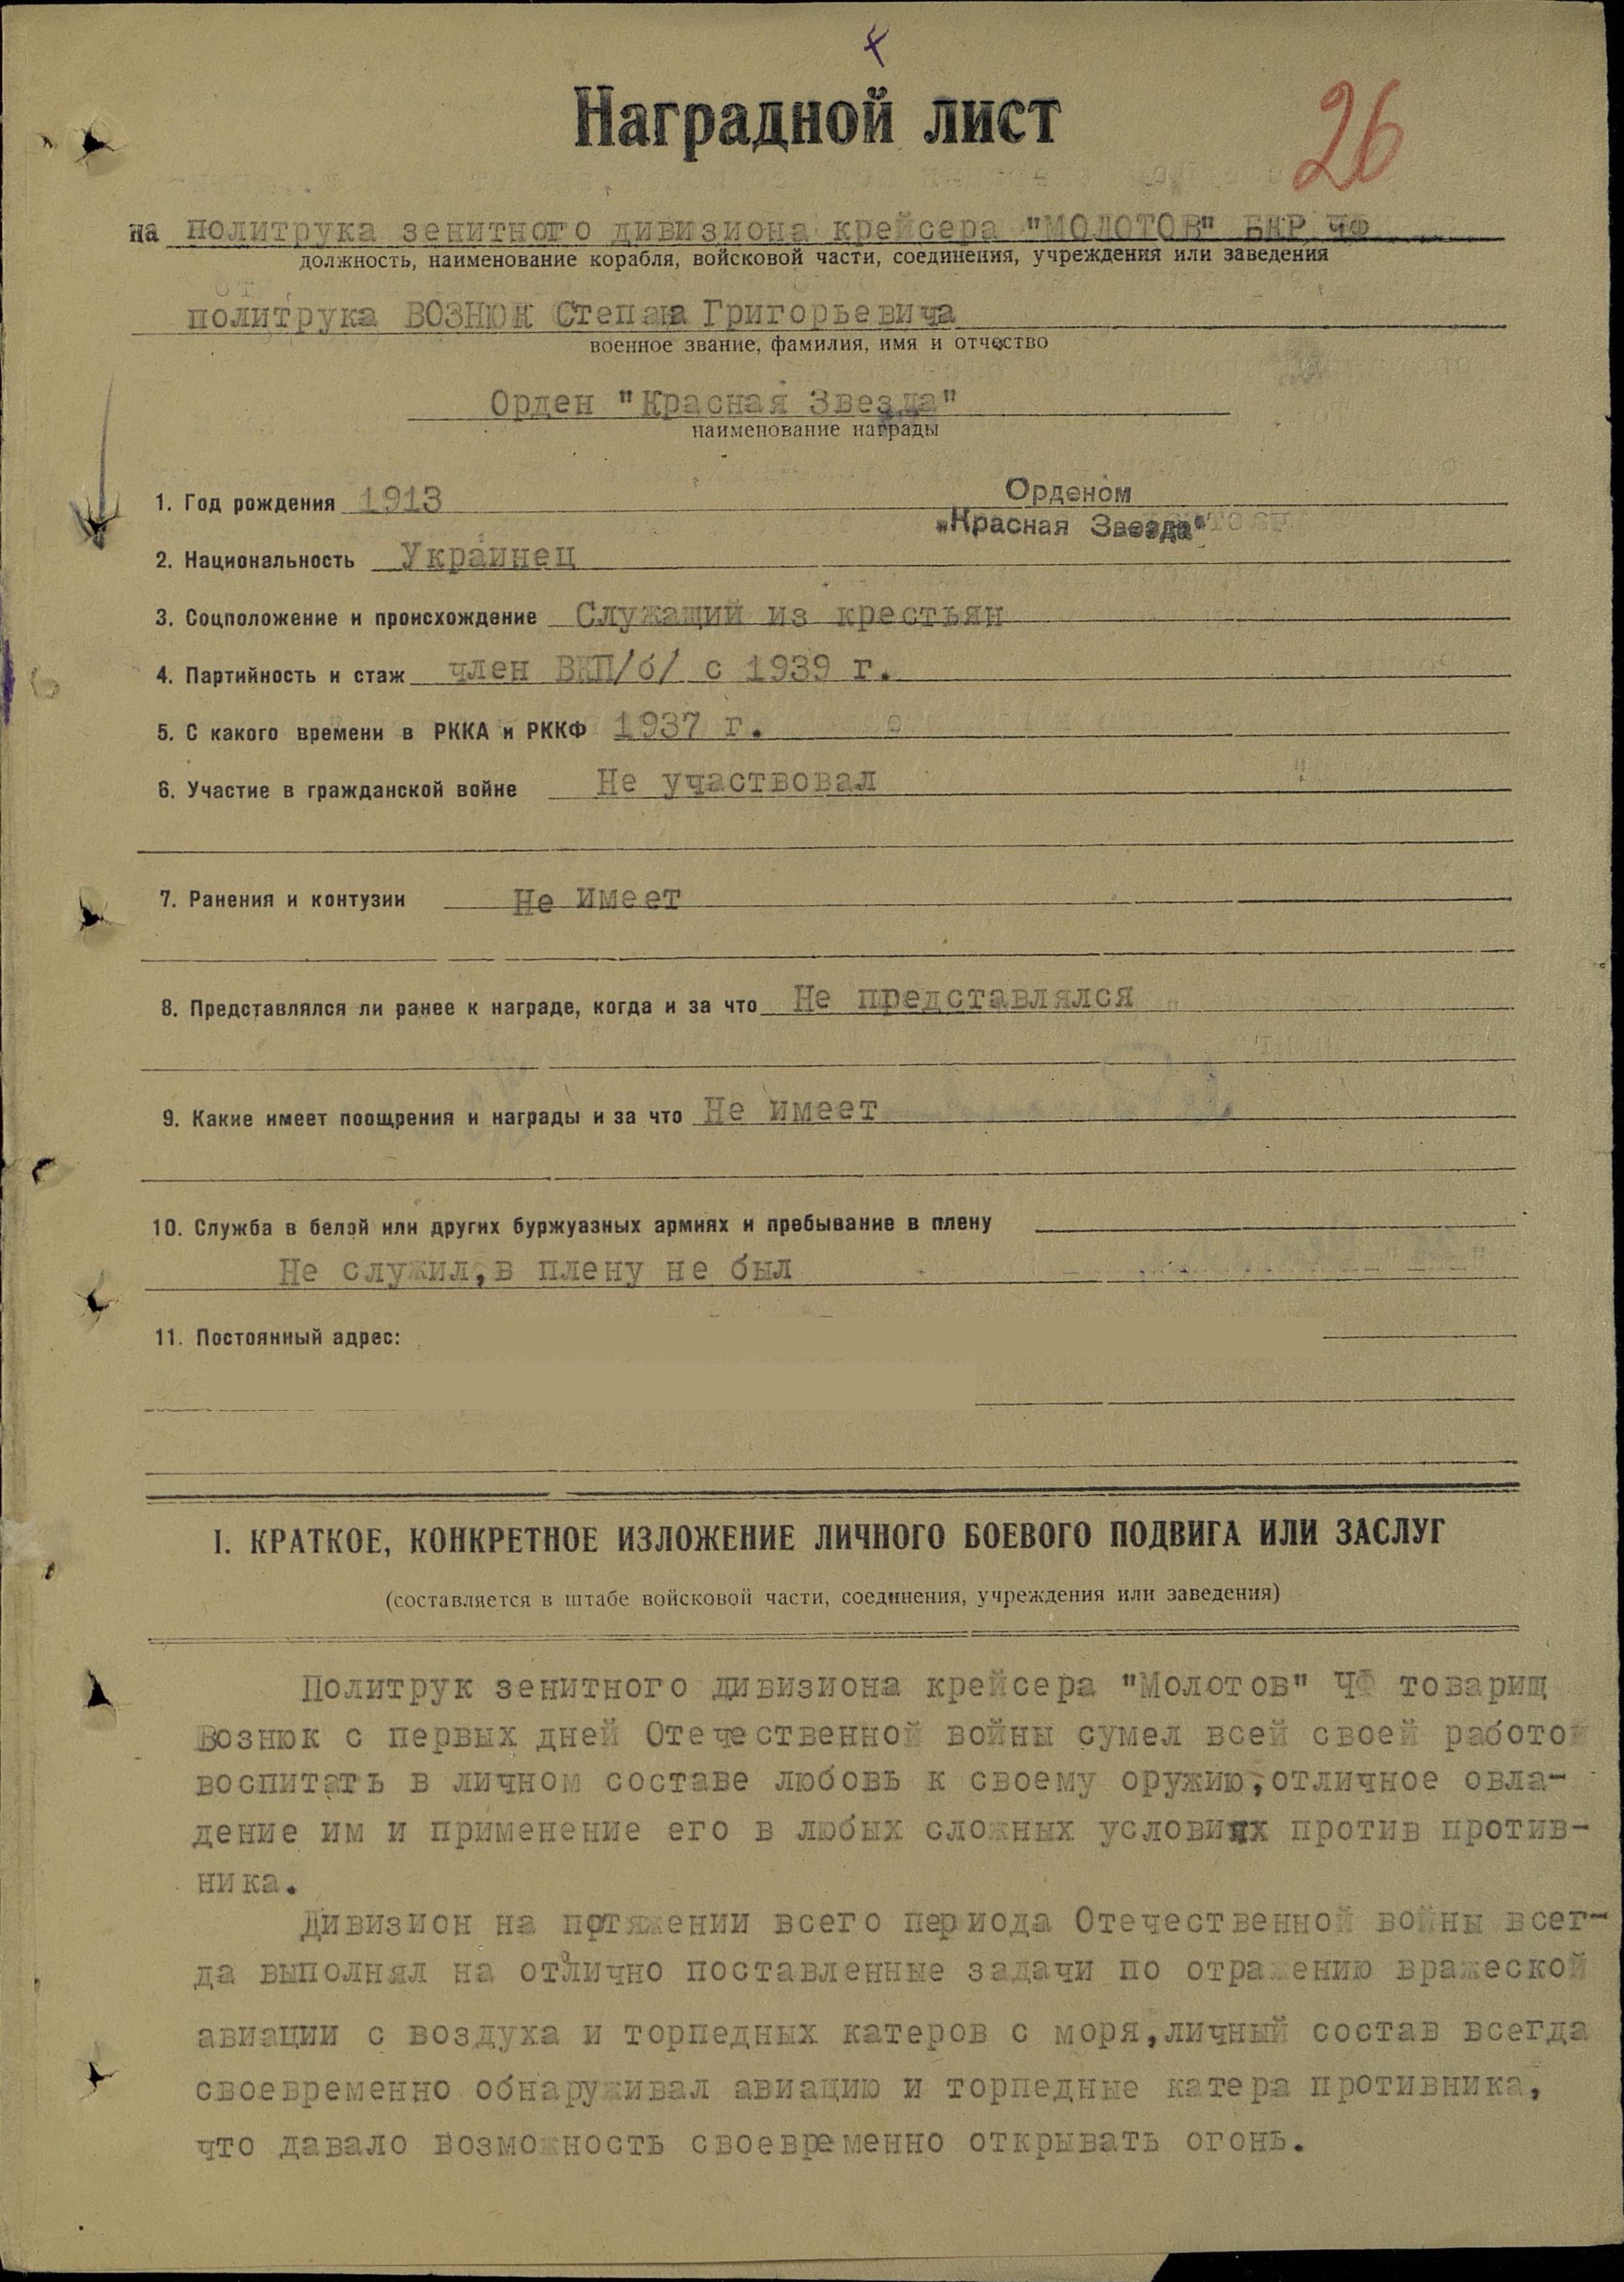 Наградной лист
26
на политрука зенитного дивизиона крейсера "МОЛОТОВ" БКР ЧФ
должность, наименование корабля, войсковой части, соединения, учреждения или заведения
политрука ВОЗНЮК Степана Григорьевича
военное звание, фамилия, имя и отчество
Орден "Красная Звезда"
наименование награды
1. Год рождения 1913
Орденом
„Красная Звезда"
2. Национальность Украинец
3. Соцположение и происхождение Служащий из крестьян
4. Партийность и стаж член ВКП/б/ с 1939 г.
5. С какого времени в РККА и РККФ 1937 г.
6. Участие в гражданской войне Не участвовал
7. Ранения и контузии Не имеет
8. Представлялся ли ранее к награде, когда и за что Не представлялся
9. Какие имеет поощрения и награды и за что Не имеет
10. Служба в белой или других буржуазных армиях и пребывание в плену
Не служил,в плену не был
11. Постоянный адрес:
I. КРАТКОЕ, КОНКРЕТНОЕ ИЗЛОЖЕНИЕ ЛИЧНОГО БОЕВОГО ПОДВИГА ИЛИ ЗАСЛУГ
(составляется в штабе войсковой части, соединения, учреждения или заведения)
Политрук зенитного дивизиона крейсера "Молотов" ЧФ товарищ
Вознюк с первых дней Отечественной войны сумел всей своей работой
воспитать в личном составе любовь к своему оружию,отличное овла-
дение им и применение его в любых сложных условиях против против-
ника.
Дивизион на протяжении всего периода Отечественной войны всег-
да выполнял на отлично поставленные задачи по отражению вражеской
авиации с воздуха и торпедных катеров с моря,личный состав всегда
своевременно обнаруживал авиацию и торпедные катера противника,
что давало возможность своевременно открывать огонь.